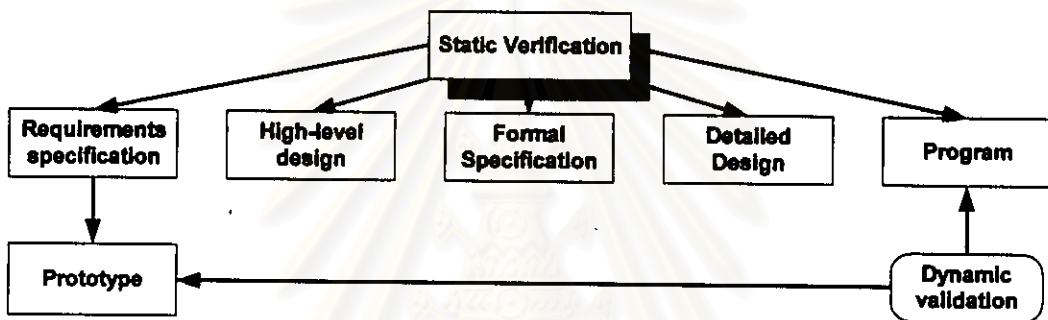 Static Verification
Requirements
specification
High-level
design
Formal
Specification
Detailed
Design
Program
Prototype
Dynamic
validation